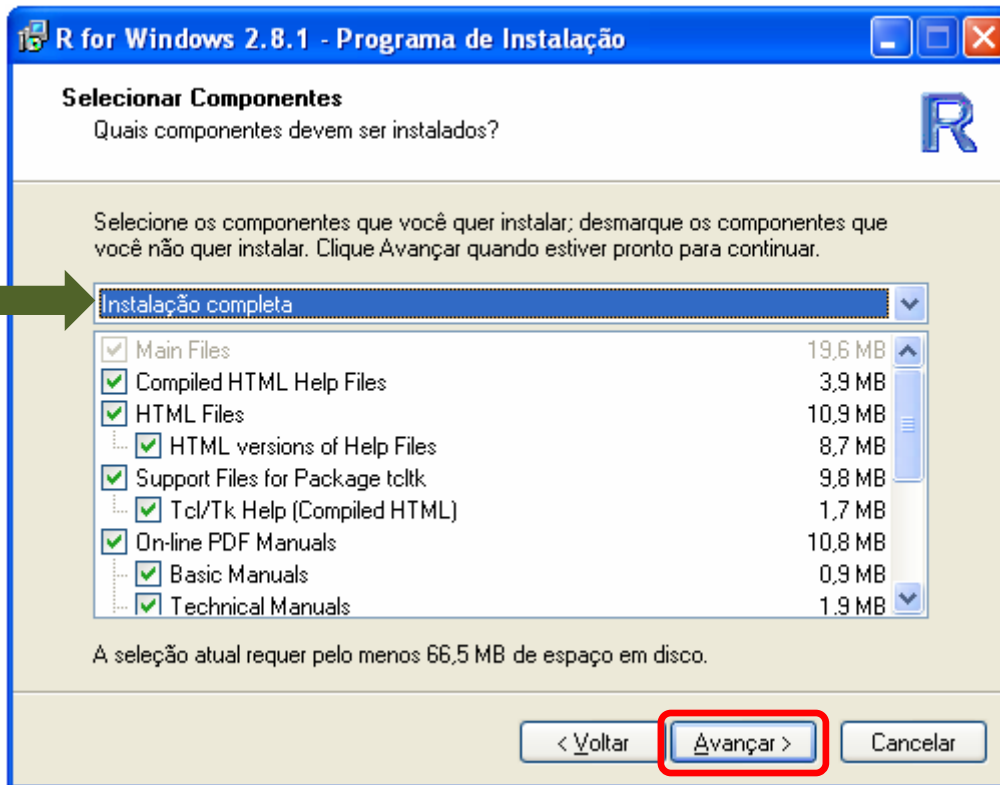 R for Windows 2.8.1 - Programa de Instalação
Selecionar Componentes
Quais componentes devem ser instalados?
R
Selecione os componentes que você quer instalar; desmarque os componentes que
você não quer instalar. Clique Avançar quando estiver pronto para continuar.
Instalação completa
Main Files 19,6 MB
Compiled HTML Help Files 3,9 MB
HTML Files 10,9 MB
HTML versions of Help Files 8,7 MB
Support Files for Package tcltk 9,8 MB
Tcl/Tk Help (Compiled HTML) 1,7 MB
On-line PDF Manuals 10,8 MB
Basic Manuals 0,9 MB
Technical Manuals 1,9 MB
A seleção atual requer pelo menos 66,5 MB de espaço em disco.
< Voltar Avançar > Cancelar